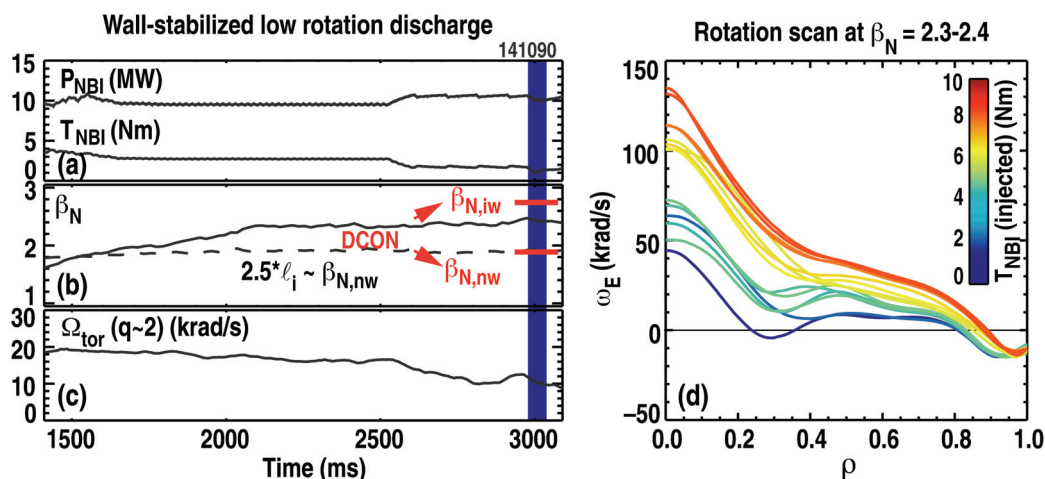 Wall-stabilized low rotation discharge
141090
15
P_NBI (MW)
10
5
T_NBI (Nm)
0
(a)
3
β_N
β_N,iw
2
DCON
2.5*ℓ_i ~ β_N,nw
β_N,nw
1
(b)
30
Ω_tor (q~2) (krad/s)
20
10
0
(c)
1500
2000
2500
3000
Time (ms)
Rotation scan at β_N = 2.3-2.4
150
100
50
0
−50
ω_E (krad/s)
10
8
6
4
2
0
T_NBI (injected) (Nm)
(d)
0.0
0.2
0.4
0.6
0.8
1.0
ρ